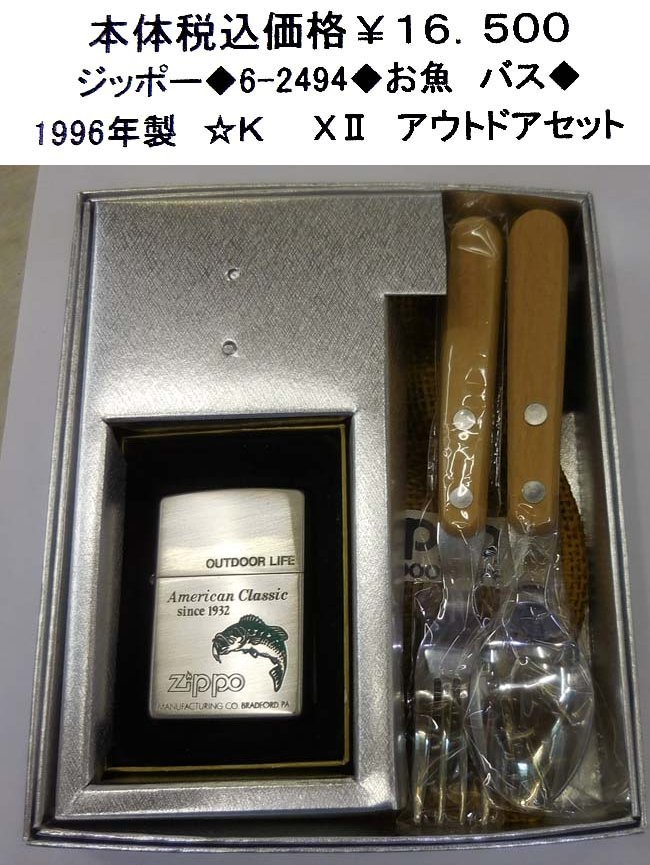 本体税込価格￥16．500
ジッポー◆6-2494◆お魚　バス◆
1996年製　☆K　XⅡ　アウトドアセット
OUTDOOR LIFE
American Classic
since 1932
Zippo
MANUFACTURING CO. BRADFORD, PA